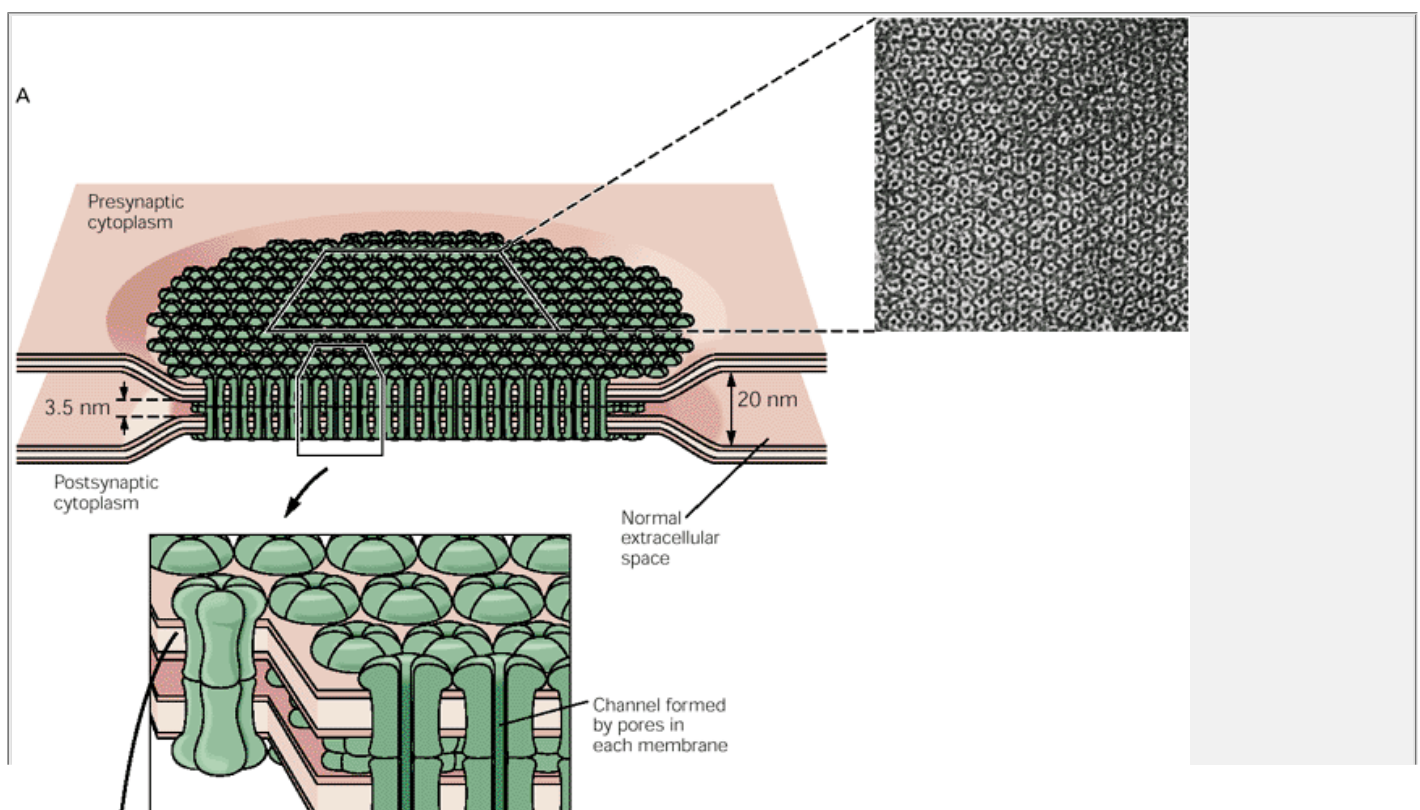 A
Presynaptic
cytoplasm
3.5 nm
20 nm
Postsynaptic
cytoplasm
Normal
extracellular
space
Channel formed
by pores in
each membrane